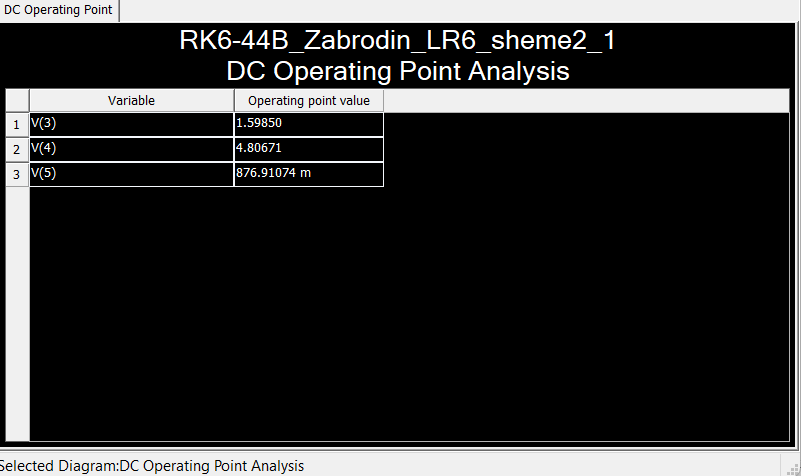 DC Operating Point
RK6-44B_Zabrodin_LR6_sheme2_1
DC Operating Point Analysis
Variable Operating point value
1 V(3) 1.59850
2 V(4) 4.80671
3 V(5) 876.91074 m
Selected Diagram:DC Operating Point Analysis